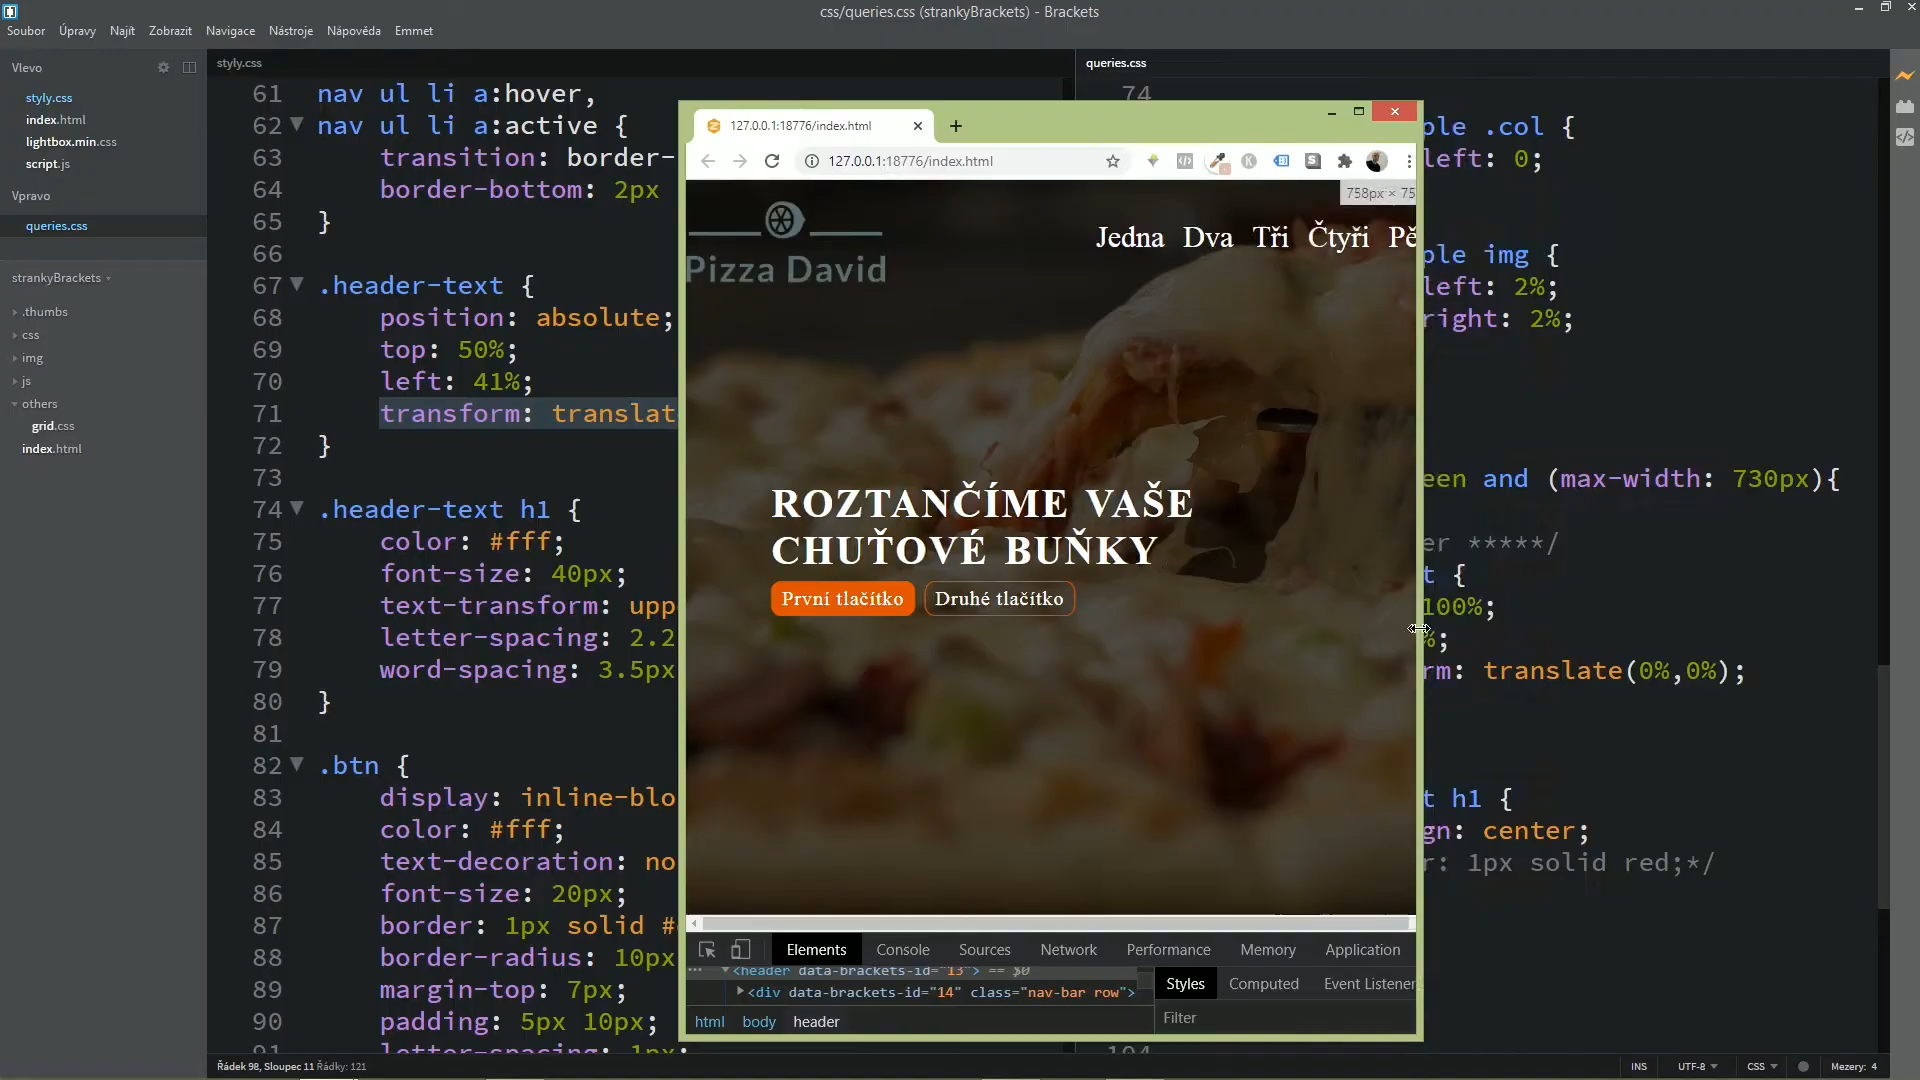 css/queries.css (strankyBrackets) - Brackets
Soubor Úpravy Najít Zobrazit Navigace Nástroje Nápověda Emmet
Vlevo
styly.css
index.html
lightbox.min.css
script.js
Vpravo
queries.css
strankyBrackets
.thumbs
css
img
js
others
grid.css
index.html
styly.css
61 nav ul li a:hover,
62 nav ul li a:active {
63 transition: border-
64 border-bottom: 2px
65 }
66
67 .header-text {
68 position: absolute;
69 top: 50%;
70 left: 41%;
71 transform: translat
72 }
73
74 .header-text h1 {
75 color: #fff;
76 font-size: 40px;
77 text-transform: upp
78 letter-spacing: 2.2
79 word-spacing: 3.5px
80 }
81
82 .btn {
83 display: inline-blo
84 color: #fff;
85 text-decoration: no
86 font-size: 20px;
87 border: 1px solid #
88 border-radius: 10px
89 margin-top: 7px;
90 padding: 5px 10px;
91 letter-spacing: 1px;
127.0.0.1:18776/index.html
127.0.0.1:18776/index.html
758px × 75
Pizza David
Jedna Dva Tři Čtyři Pě
ROZTANČÍME VAŠE
CHUŤOVÉ BUŇKY
První tlačítko Druhé tlačítko
Elements Console Sources Network Performance Memory Application
<header data-brackets-id="13"> == $0
<div data-brackets-id="14" class="nav-bar row">
html body header
Styles Computed Event Listener
Filter
queries.css
74
ple .col {
left: 0;
ple img {
left: 2%;
right: 2%;
een and (max-width: 730px){
er *****/
t {
100%;
%;
rm: translate(0%,0%);
t h1 {
gn: center;
r: 1px solid red;*/
104
Řádek 98, Sloupec 11 Řádky: 121
INS UTF-8 CSS Mezery: 4